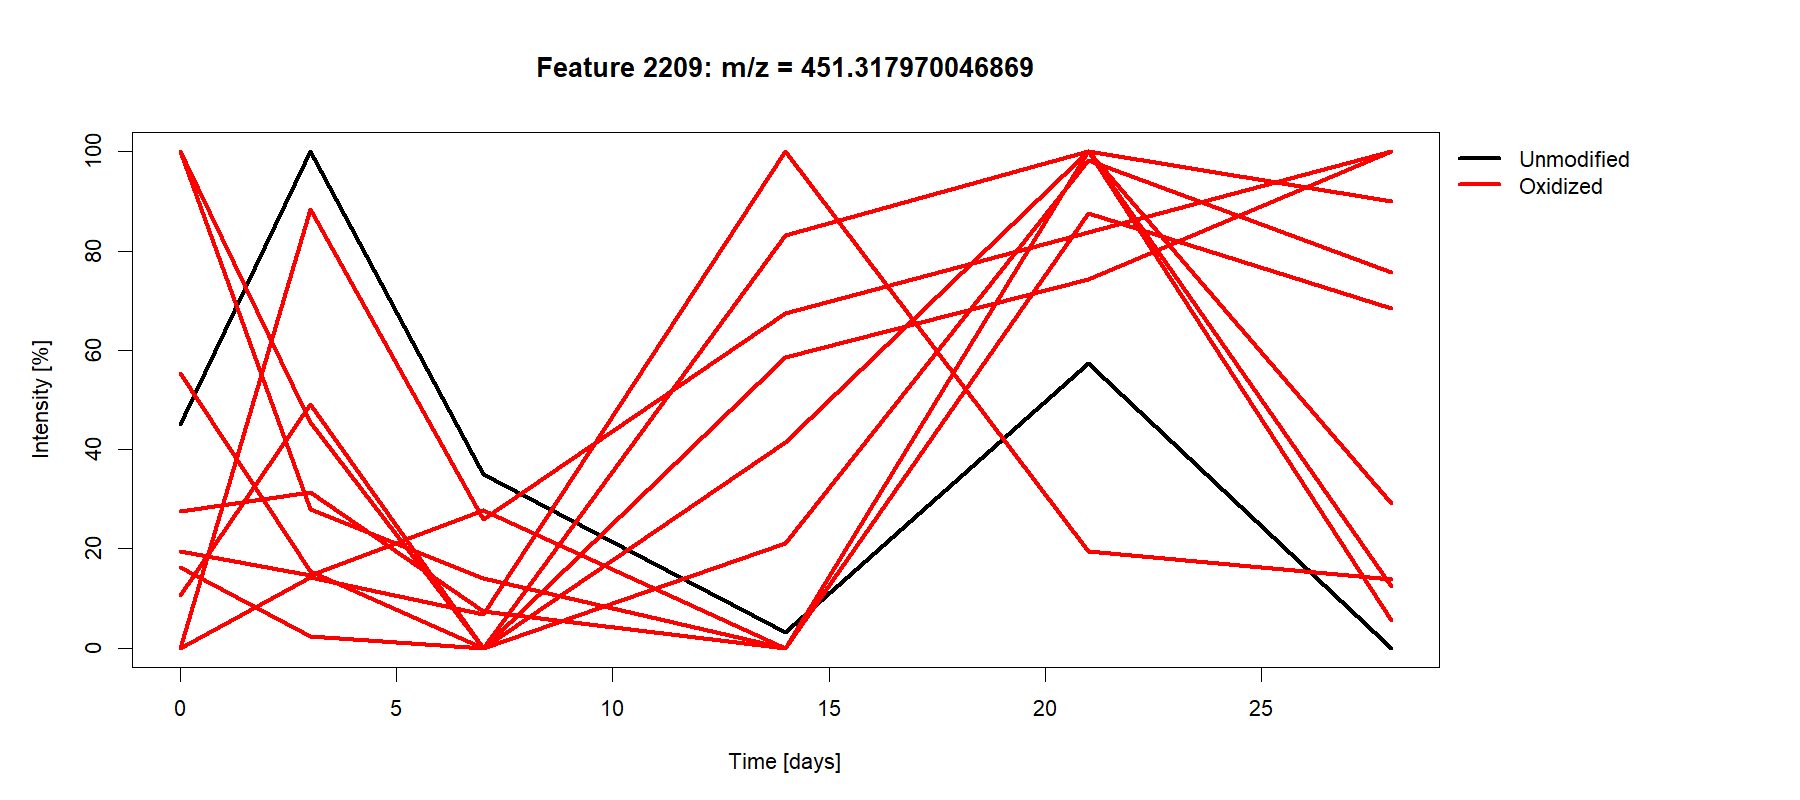 Feature 2209: m/z = 451.317970046869
Unmodified
Oxidized
Intensity [%]
100
80
60
40
20
0
0 5 10 15 20 25
Time [days]